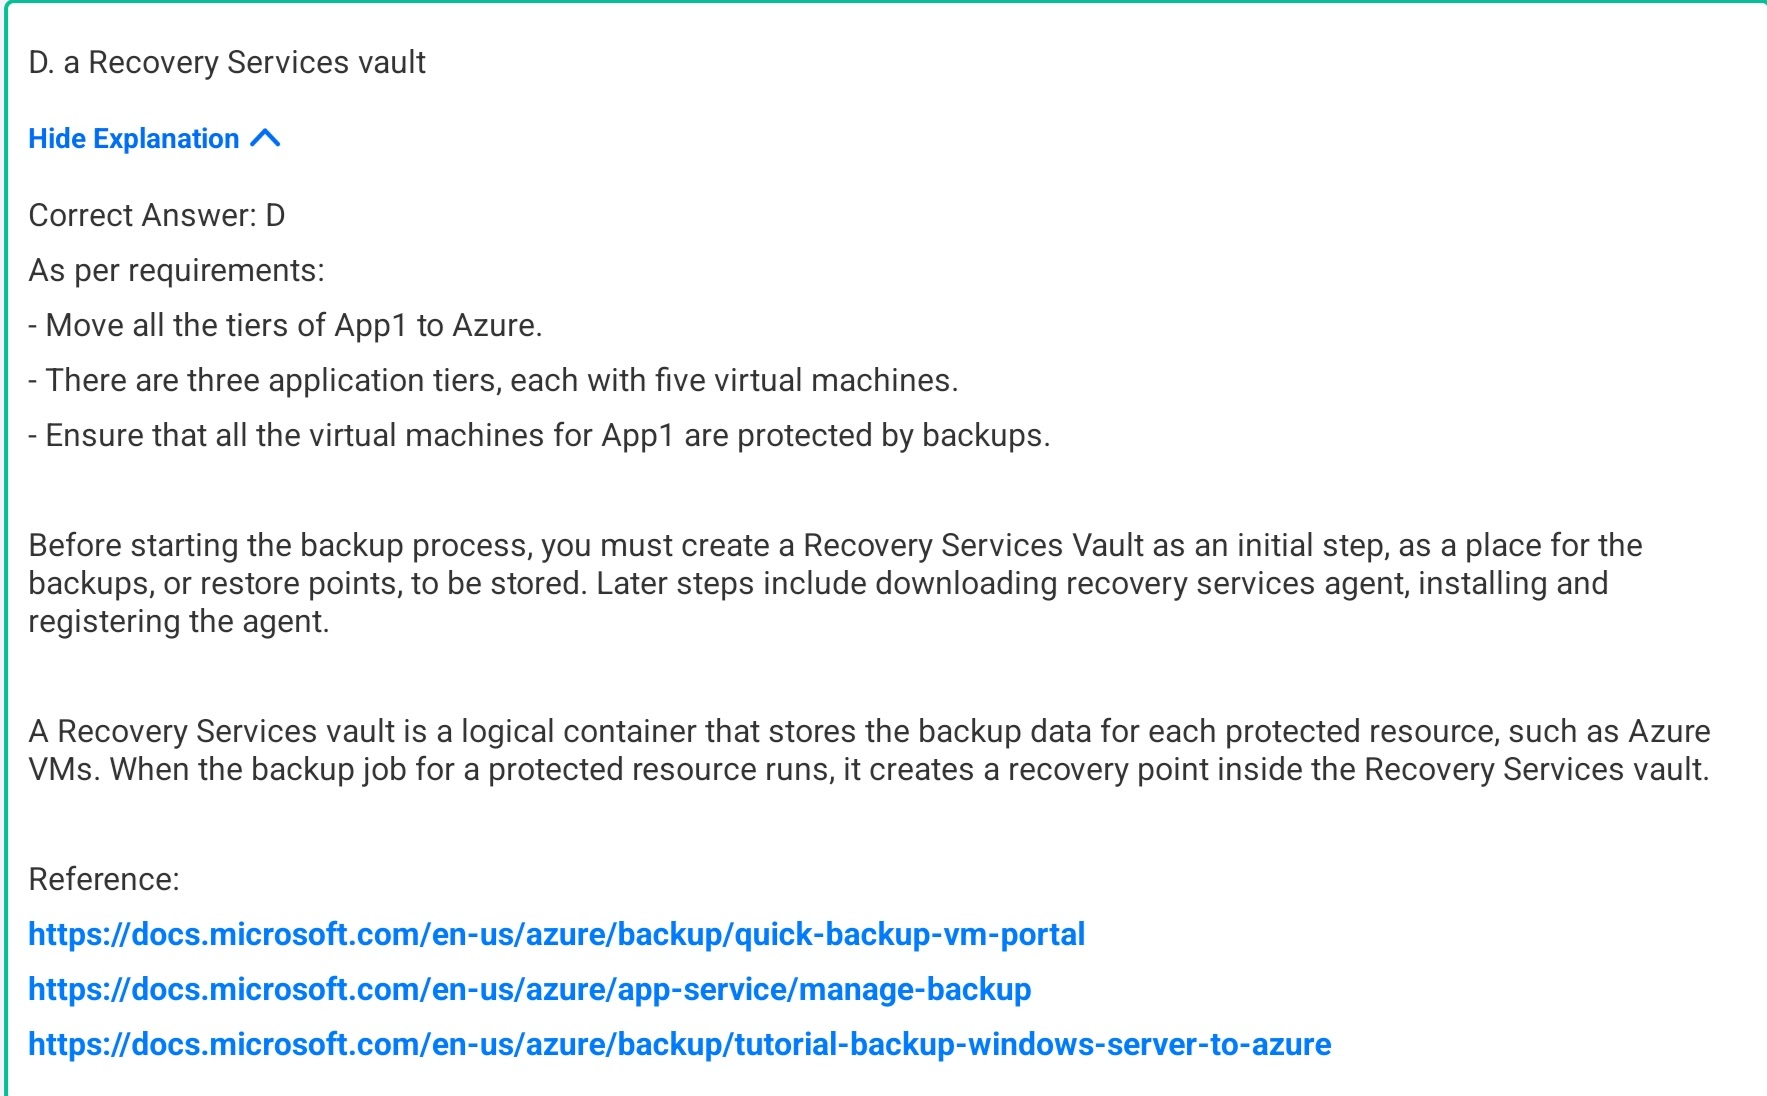 D. a Recovery Services vault
Hide Explanation
Correct Answer: D
As per requirements:
- Move all the tiers of App1 to Azure.
- There are three application tiers, each with five virtual machines.
- Ensure that all the virtual machines for App1 are protected by backups.
Before starting the backup process, you must create a Recovery Services Vault as an initial step, as a place for the
backups, or restore points, to be stored. Later steps include downloading recovery services agent, installing and
registering the agent.
A Recovery Services vault is a logical container that stores the backup data for each protected resource, such as Azure
VMs. When the backup job for a protected resource runs, it creates a recovery point inside the Recovery Services vault.
Reference:
https://docs.microsoft.com/en-us/azure/backup/quick-backup-vm-portal
https://docs.microsoft.com/en-us/azure/app-service/manage-backup
https://docs.microsoft.com/en-us/azure/backup/tutorial-backup-windows-server-to-azure